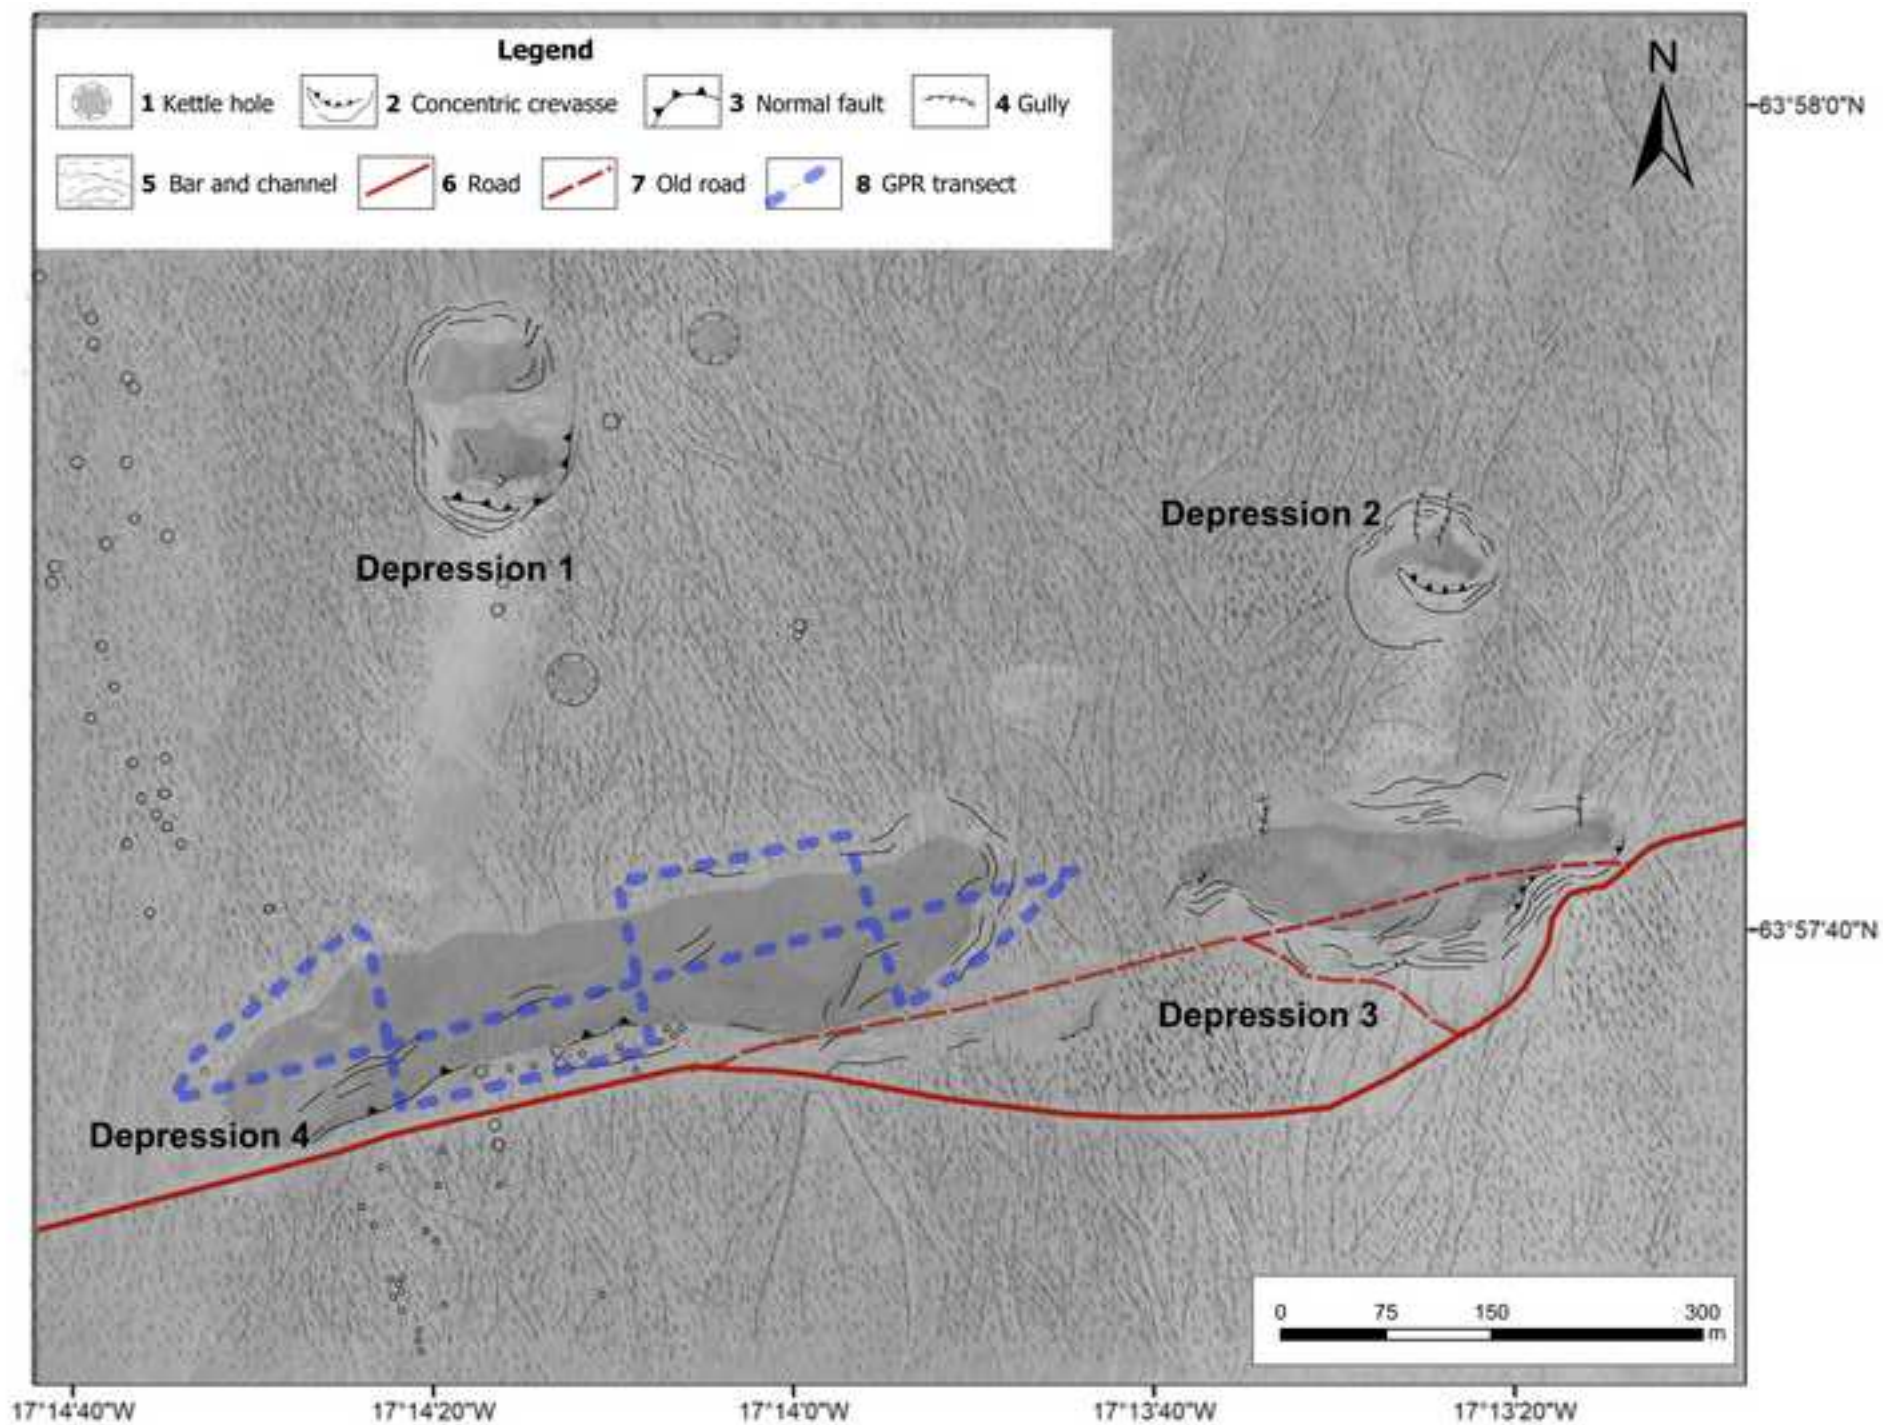 Legend
N
1 Kettle hole 2 Concentric crevasse 3 Normal fault 4 Gully
63°58'0"N
5 Bar and channel 6 Road 7 Old road 8 GPR transect
Depression 2
Depression 1
63°57'40"N
Depression 3
Depression 4
0 75 150 300
m
17°14'40"W 17°14'20"W 17°14'0"W 17°13'40"W 17°13'20"W